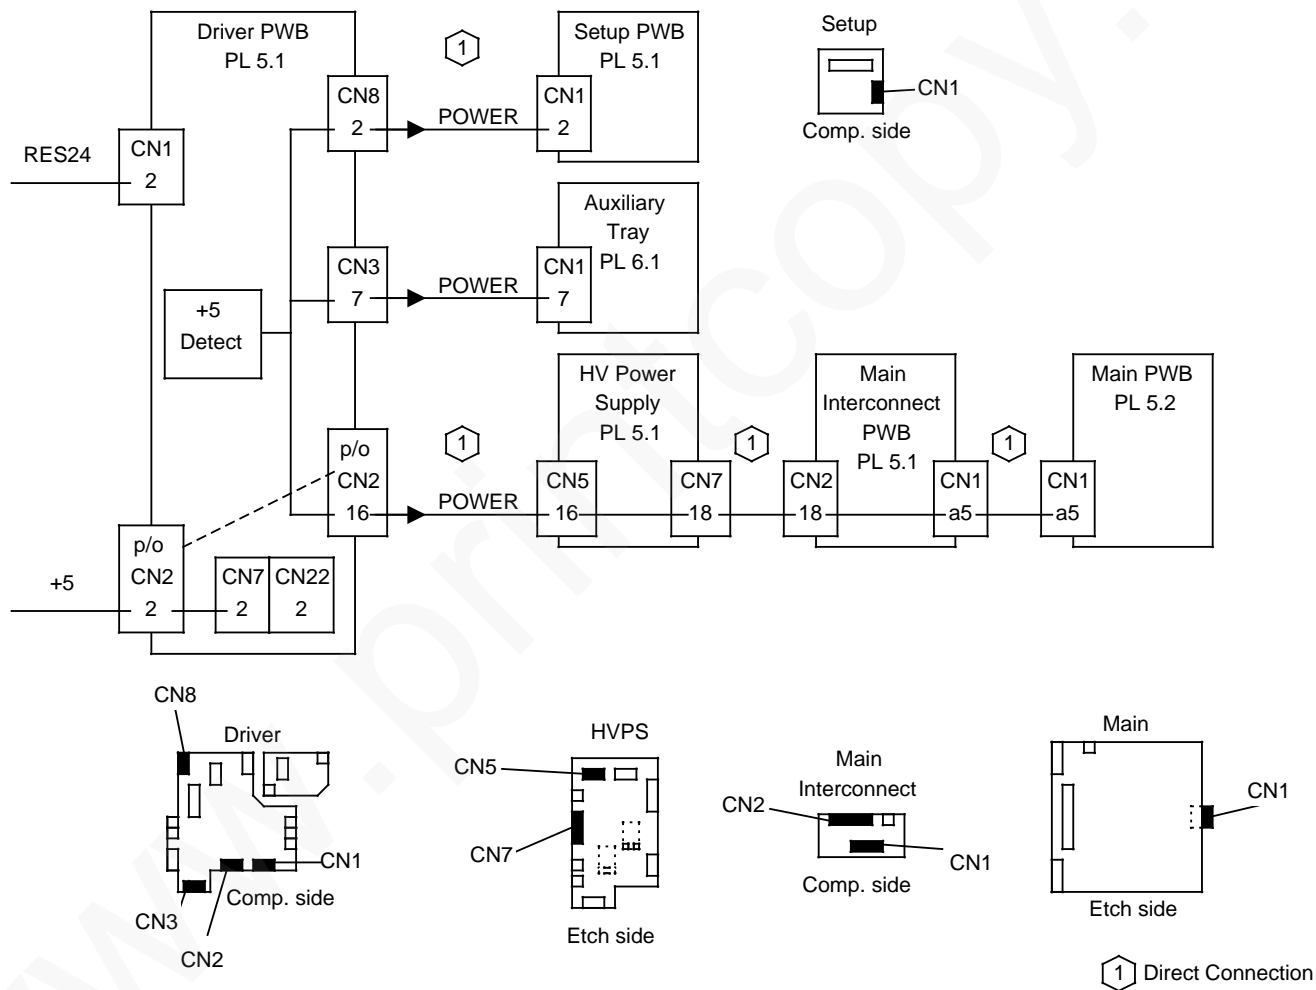 Driver PWB
PL 5.1
1
Setup PWB
PL 5.1
Setup
CN8
2
POWER
CN1
2
CN1
Comp. side
RES24
CN1
2
Auxiliary
Tray
PL 6.1
CN3
7
POWER
CN1
7
+5
Detect
HV Power
Supply
PL 5.1
Main
Interconnect
PWB
PL 5.1
Main PWB
PL 5.2
p/o
CN2
16
1
POWER
CN5
16
CN7
18
1
CN2
18
CN1
a5
1
CN1
a5
p/o
CN2
2
+5
CN7
2
CN22
2
CN8
Driver
CN1
CN3
CN2
Comp. side
HVPS
CN5
CN7
Etch side
Main
Interconnect
CN2
CN1
Comp. side
Main
CN1
Etch side
1 Direct Connection
www.printcopy.